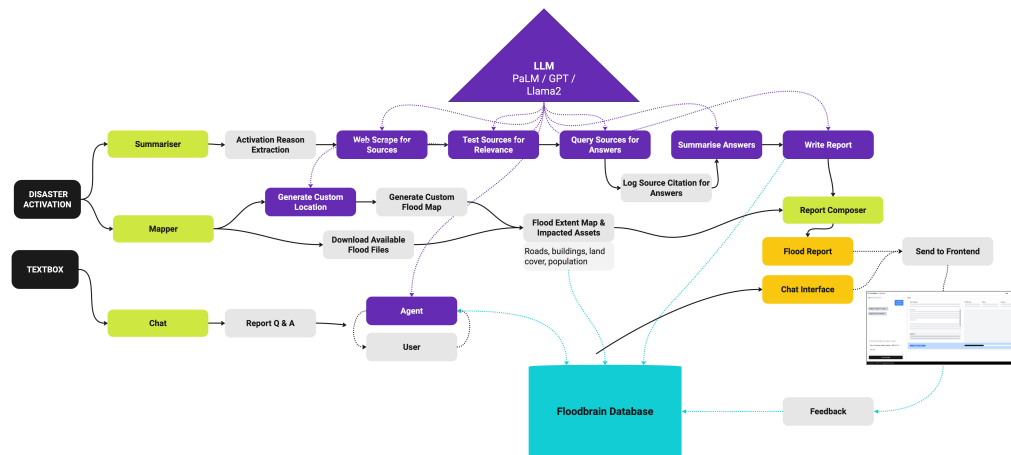 LLM
PaLM / GPT /
Llama2
Summariser
Activation Reason
Extraction
Web Scrape for
Sources
Test Sources for
Relevance
Query Sources for
Answers
Summarise Answers
Write Report
Log Source Citation for
Answers
DISASTER
ACTIVATION
Generate Custom
Location
Generate Custom
Flood Map
Mapper
Download Available
Flood Files
Flood Extent Map &
Impacted Assets
Roads, buildings, land
cover, population
Report Composer
Flood Report
Send to Frontend
TEXTBOX
Chat Interface
Chat
Report Q & A
Agent
User
Floodbrain Database
Feedback